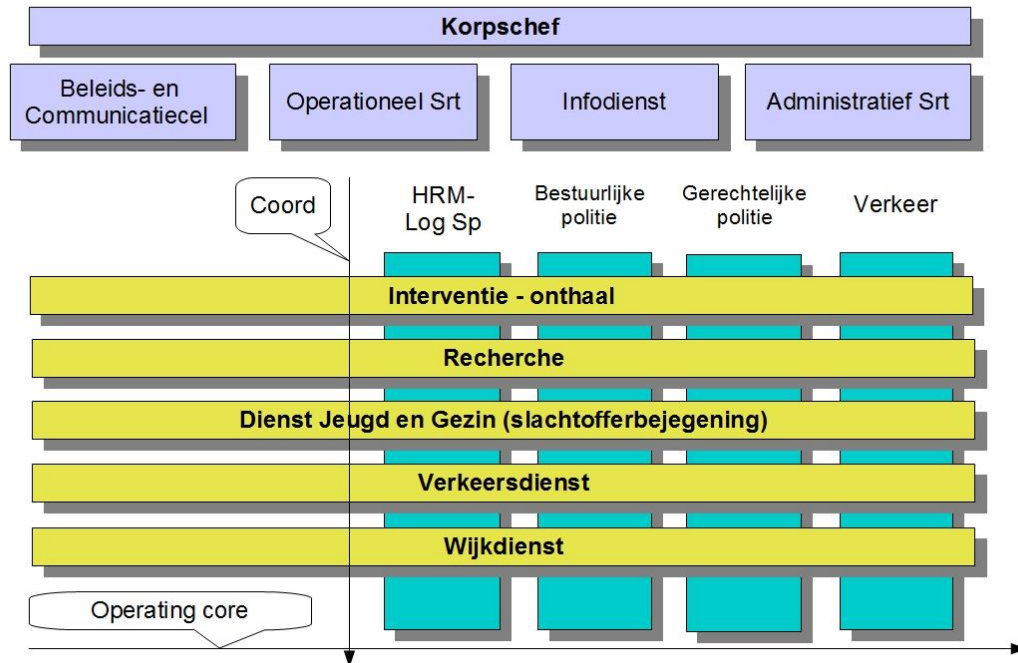 Korpschef
Beleids- en
Communicatiecel
Operationeel Srt
Infodienst
Administratief Srt
Coord
HRM-
Log Sp
Bestuurlijke
politie
Gerechtelijke
politie
Verkeer
Interventie - onthaal
Recherche
Dienst Jeugd en Gezin (slachtofferbejegening)
Verkeersdienst
Wijkdienst
Operating core